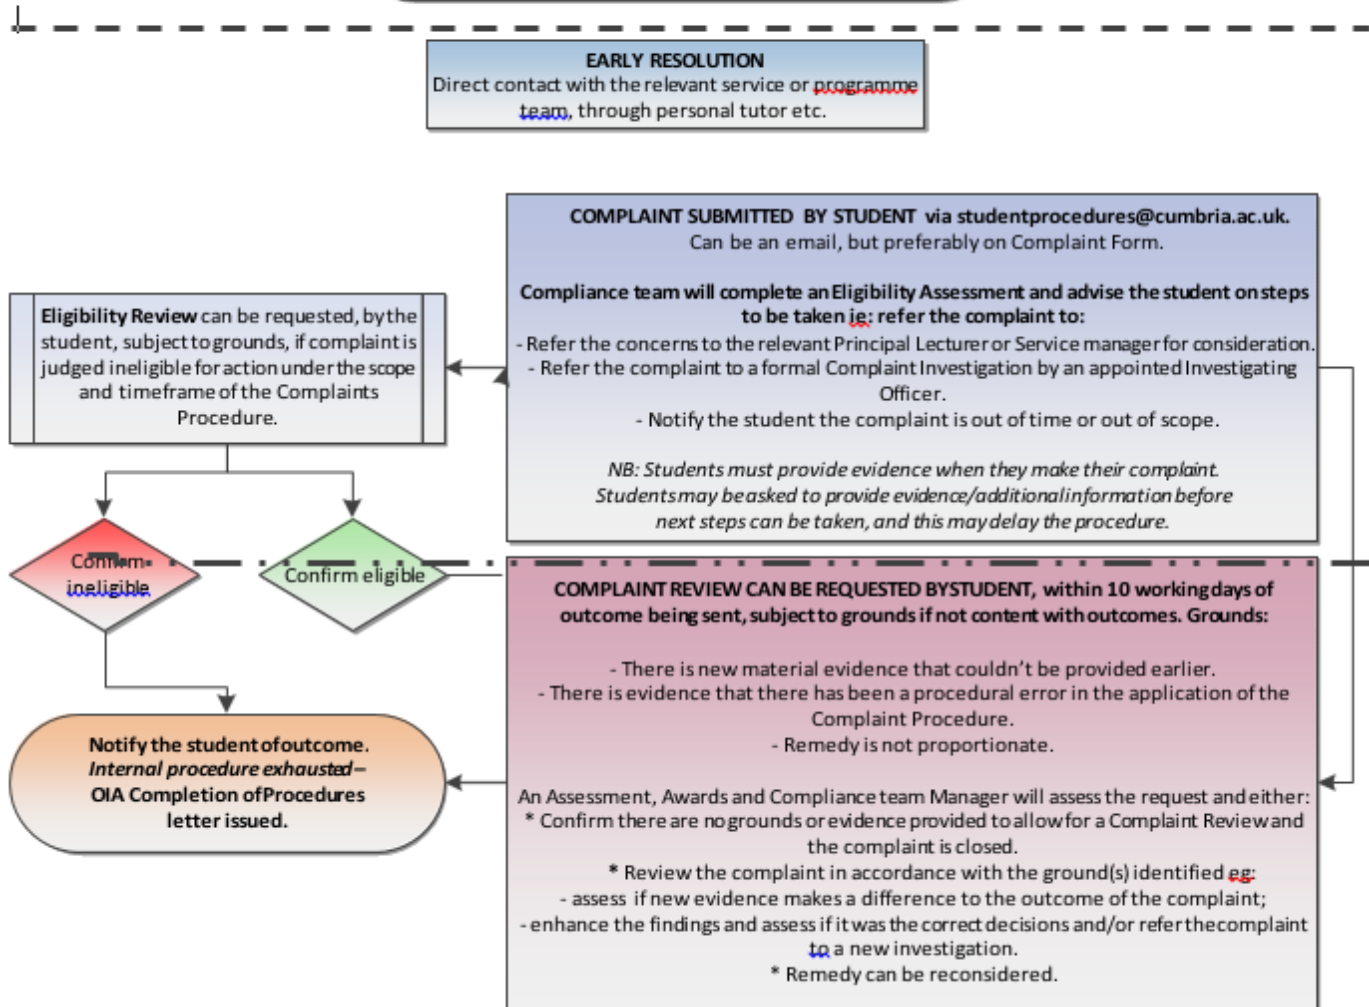 EARLY RESOLUTION
Direct contact with the relevant service or programme
team, through personal tutor etc.
COMPLAINT SUBMITTED BY STUDENT via studentprocedures@cumbria.ac.uk.
Can be an email, but preferably on Complaint Form.
Compliance team will complete an Eligibility Assessment and advise the student on steps
to be taken ie: refer the complaint to:
- Refer the concerns to the relevant Principal Lecturer or Service manager for consideration.
- Refer the complaint to a formal Complaint Investigation by an appointed Investigating
Officer.
- Notify the student the complaint is out of time or out of scope.
NB: Students must provide evidence when they make their complaint.
Students may be asked to provide evidence/additional information before
next steps can be taken, and this may delay the procedure.
Eligibility Review can be requested, by the
student, subject to grounds, if complaint is
judged ineligible for action under the scope
and timeframe of the Complaints
Procedure.
Confirm
ineligible
Confirm eligible
COMPLAINT REVIEW CAN BE REQUESTED BY STUDENT, within 10 working days of
outcome being sent, subject to grounds if not content with outcomes. Grounds:
- There is new material evidence that couldn't be provided earlier.
- There is evidence that there has been a procedural error in the application of the
Complaint Procedure.
- Remedy is not proportionate.
An Assessment, Awards and Compliance team Manager will assess the request and either:
* Confirm there are no grounds or evidence provided to allow for a Complaint Review and
the complaint is closed.
* Review the complaint in accordance with the ground(s) identified eg:
- assess if new evidence makes a difference to the outcome of the complaint;
- enhance the findings and assess if it was the correct decisions and/or refer the complaint
to a new investigation.
* Remedy can be reconsidered.
Notify the student of outcome.
Internal procedure exhausted –
OIA Completion of Procedures
letter issued.